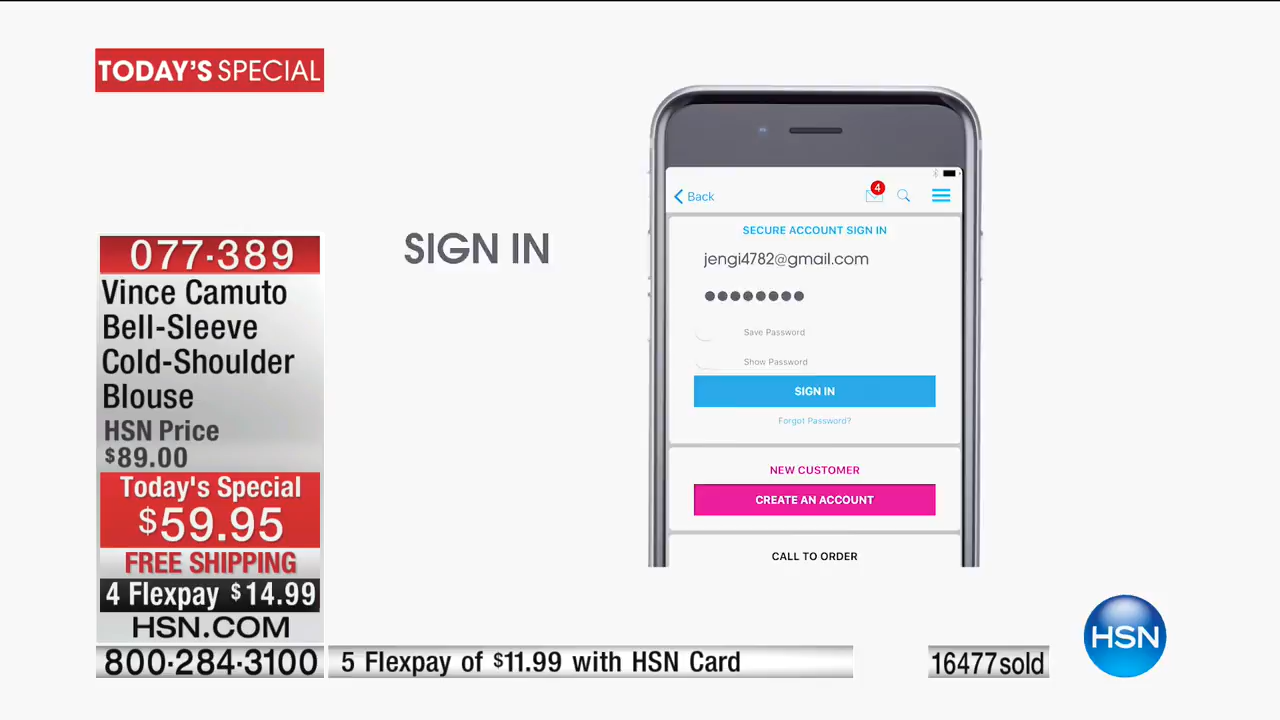 TODAY'S SPECIAL
077·389
Vince Camuto
Bell-Sleeve
Cold-Shoulder
Blouse
HSN Price
$89.00
Today's Special
$59.95
FREE SHIPPING
4 Flexpay $14.99
HSN.COM
800·284·3100
5 Flexpay of $11.99 with HSN Card
16477sold
HSN
SIGN IN
Back
4
SECURE ACCOUNT SIGN IN
jengi4782@gmail.com
●●●●●●●●
Save Password
Show Password
SIGN IN
Forgot Password?
NEW CUSTOMER
CREATE AN ACCOUNT
CALL TO ORDER